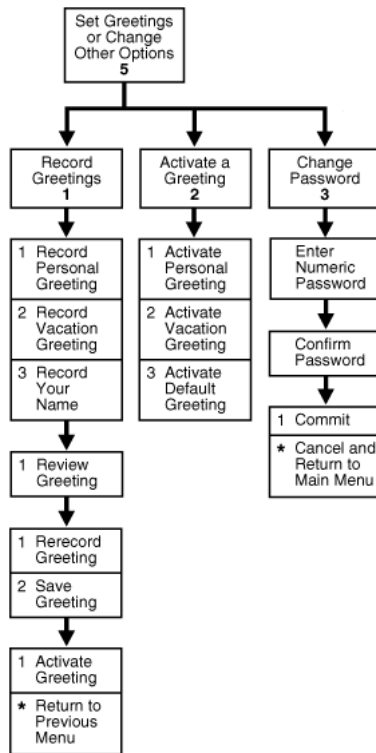 Set Greetings
or Change
Other Options
5
Record
Greetings
1
Activate a
Greeting
2
Change
Password
3
1 Record
Personal
Greeting
2 Record
Vacation
Greeting
3 Record
Your
Name
1 Activate
Personal
Greeting
2 Activate
Vacation
Greeting
3 Activate
Default
Greeting
Enter
Numeric
Password
Confirm
Password
1 Commit
* Cancel and
Return to
Main Menu
1 Review
Greeting
1 Rerecord
Greeting
2 Save
Greeting
1 Activate
Greeting
* Return to
Previous
Menu